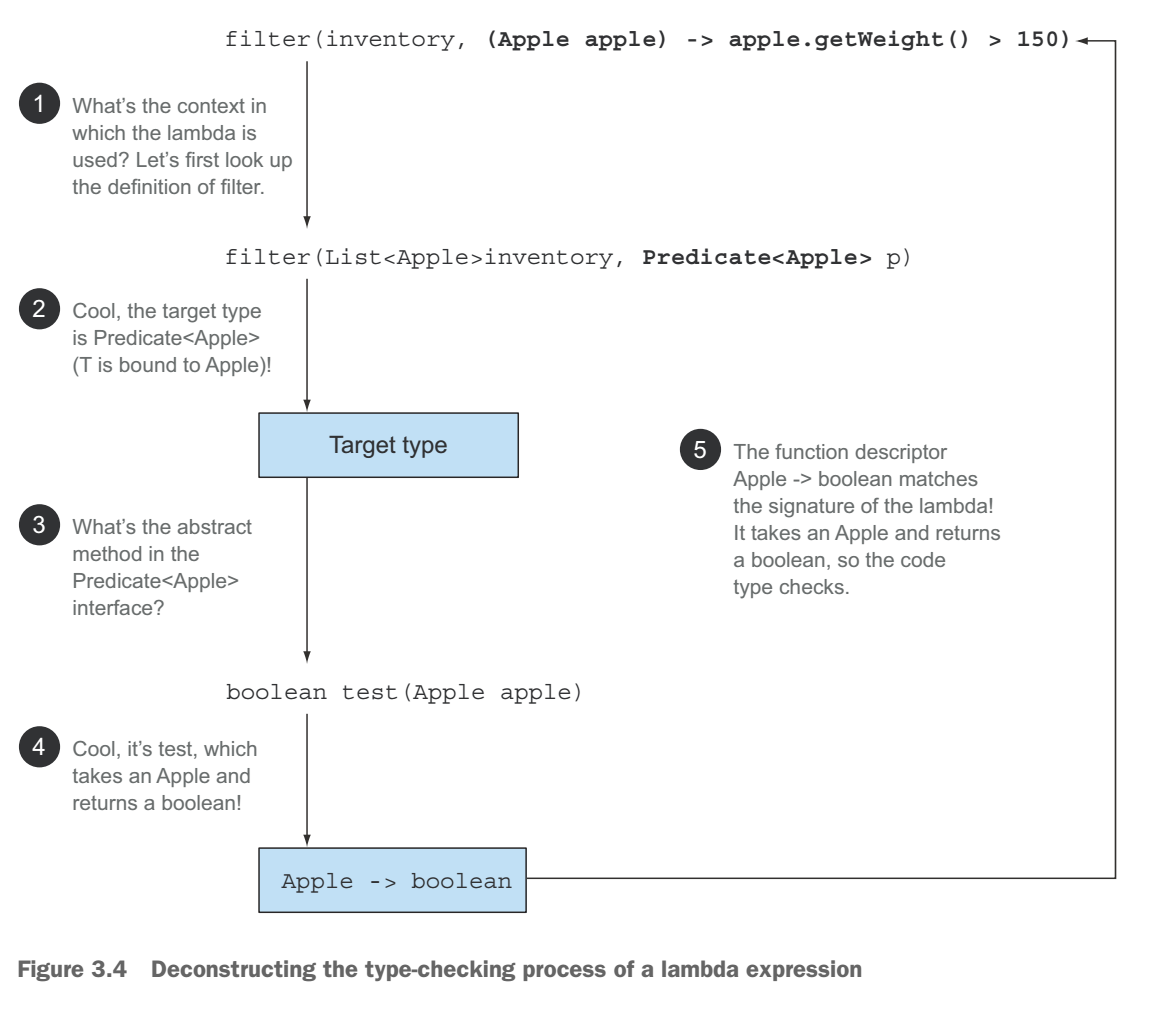 filter(inventory, (Apple apple) -> apple.getWeight() > 150)
1
What's the context in
which the lambda is
used? Let's first look up
the definition of filter.
filter(List<Apple>inventory, Predicate<Apple> p)
2
Cool, the target type
is Predicate<Apple>
(T is bound to Apple)!
Target type
3
What's the abstract
method in the
Predicate<Apple>
interface?
boolean test(Apple apple)
4
Cool, it's test, which
takes an Apple and
returns a boolean!
Apple -> boolean
5
The function descriptor
Apple -> boolean matches
the signature of the lambda!
It takes an Apple and returns
a boolean, so the code
type checks.
Figure 3.4 Deconstructing the type-checking process of a lambda expression